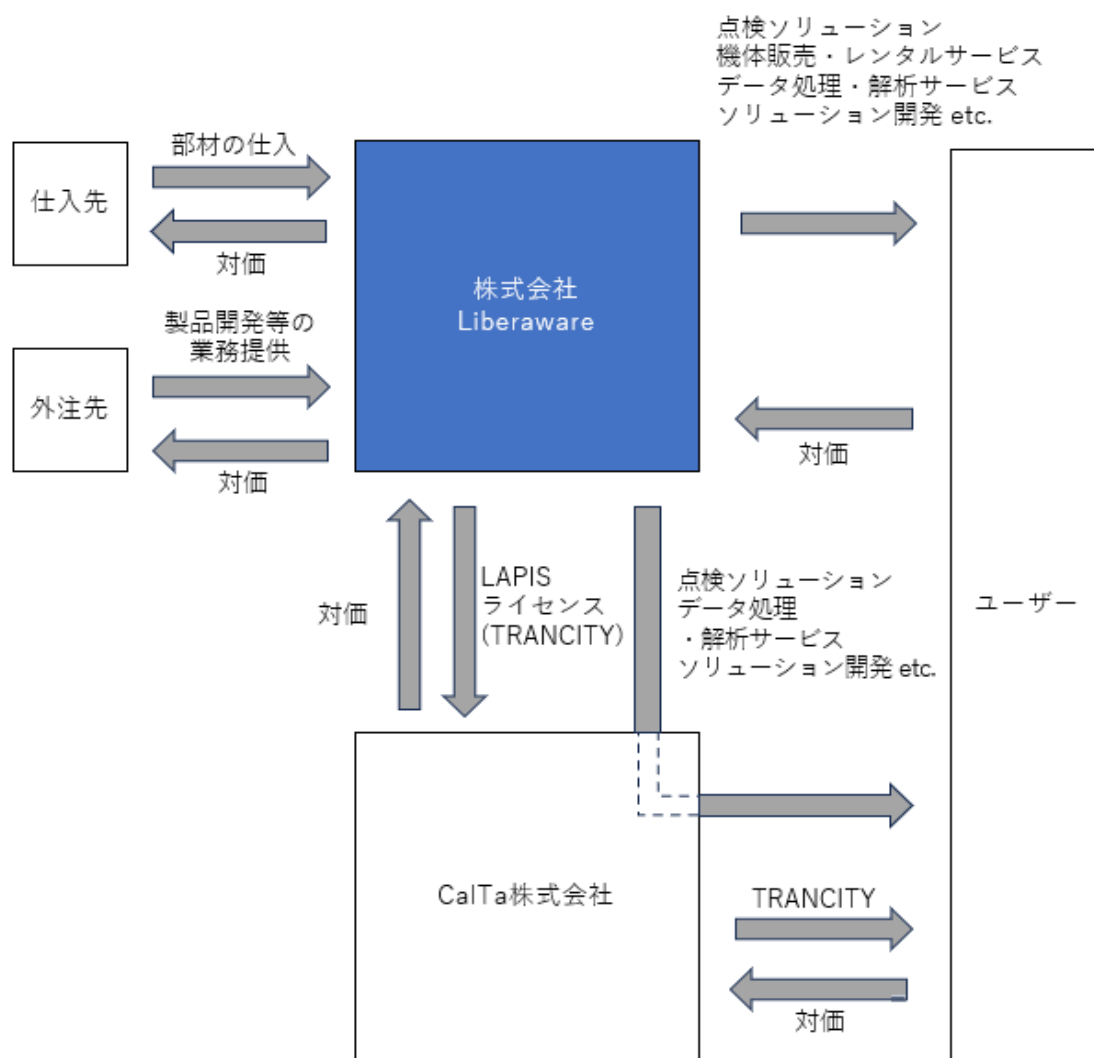 点検ソリューション
機体販売・レンタルサービス
データ処理・解析サービス
ソリューション開発 etc.
部材の仕入
仕入先
対価
株式会社
Liberaware
製品開発等の
業務提供
外注先
対価
対価
対価
LAPIS
ライセンス
(TRANCITY)
点検ソリューション
データ処理
・解析サービス
ソリューション開発 etc.
ユーザー
CalTa株式会社
TRANCITY
対価